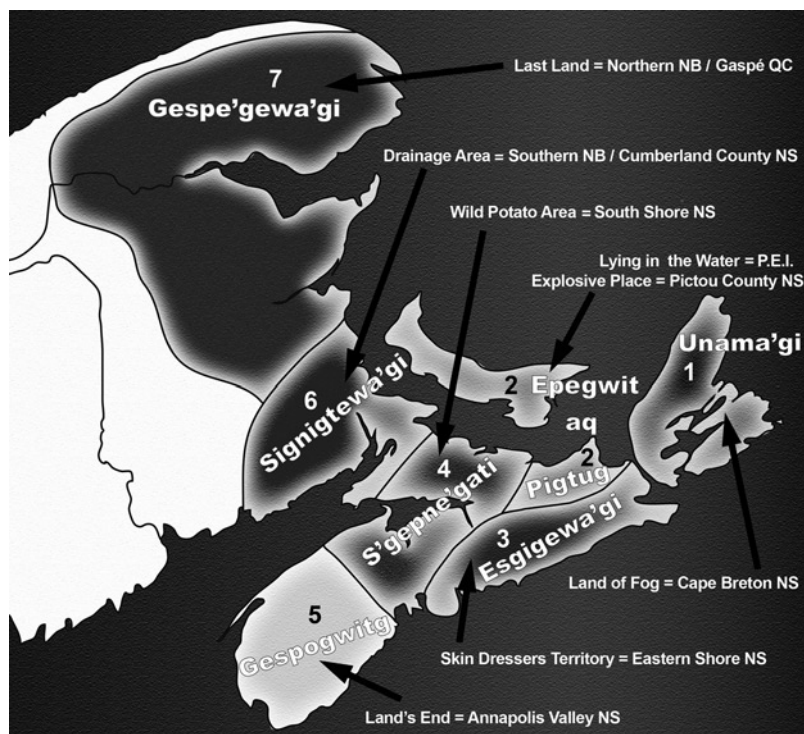 7
Gespe'gewa'gi
Last Land = Northern NB / Gaspé QC
Drainage Area = Southern NB / Cumberland County NS
Wild Potato Area = South Shore NS
Lying in the Water = P.E.I.
Explosive Place = Pictou County NS
Unama'gi
1
2 Epegwit
aq
6
Signigtewa'gi
4
S'gepne'gati
2
Pigtug
3
Esgigewa'gi
Land of Fog = Cape Breton NS
5
Gespogwitg
Skin Dressers Territory = Eastern Shore NS
Land's End = Annapolis Valley NS